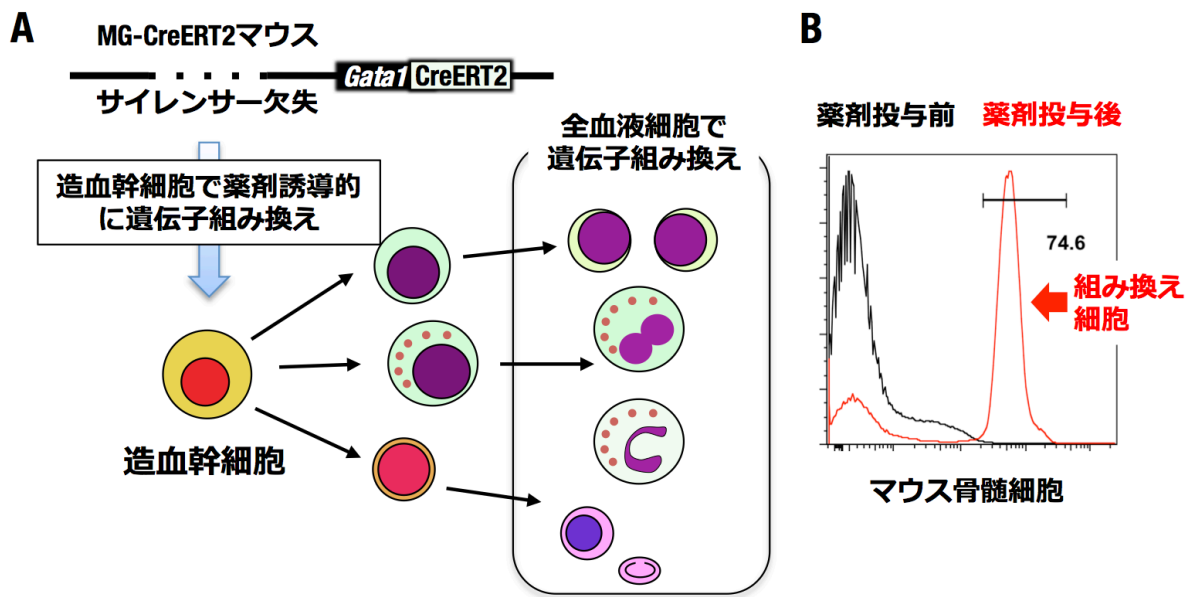 A
MG-CreERT2マウス
Gata1 CreERT2
サイレンサー欠失
造血幹細胞で薬剤誘導的
に遺伝子組み換え
造血幹細胞
全血液細胞で
遺伝子組み換え
B
薬剤投与前 薬剤投与後
74.6
組み換え
細胞
マウス骨髄細胞